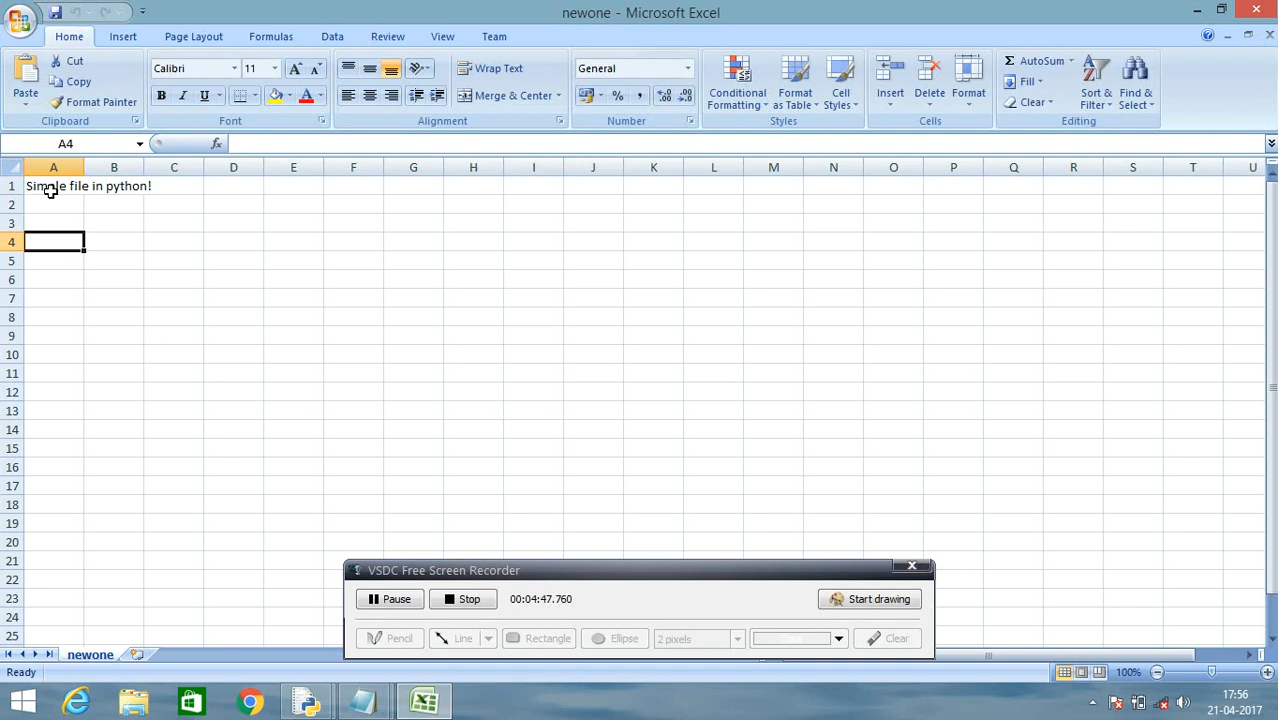 newone - Microsoft Excel
Home Insert Page Layout Formulas Data Review View Team
Paste Cut Copy Format Painter
Calibri 11
B I U
Wrap Text
Merge & Center
General
% ,
Conditional Formatting Format as Table Cell Styles
Insert Delete Format
Σ AutoSum
Fill
Clear
Sort & Filter Find & Select
Clipboard Font Alignment Number Styles Cells Editing
A4 fx
A B C D E F G H I J K L M N O P Q R S T U
1 Simple file in python!
2
3
4
5
6
7
8
9
10
11
12
13
14
15
16
17
18
19
20
21
22
23
24
25
VSDC Free Screen Recorder
Pause Stop 00:04:47.760 Start drawing
Pencil Line Rectangle Ellipse 2 pixels Clear
newone
Ready 100%
17:56
21-04-2017